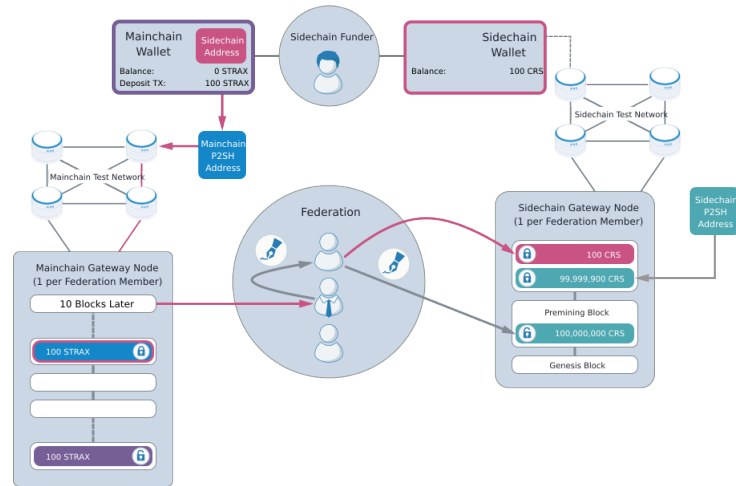 Mainchain
Wallet
Sidechain
Address
Balance: 0 STRAX
Deposit TX: 100 STRAX
Sidechain Funder
Sidechain
Wallet
Balance: 100 CRS
Mainchain
P2SH
Address
Mainchain Test Network
Sidechain Test Network
Mainchain Gateway Node
(1 per Federation Member)
10 Blocks Later
100 STRAX
100 STRAX
Federation
Sidechain Gateway Node
(1 per Federation Member)
100 CRS
99,999,900 CRS
Premining Block
100,000,000 CRS
Genesis Block
Sidechain
P2SH
Address